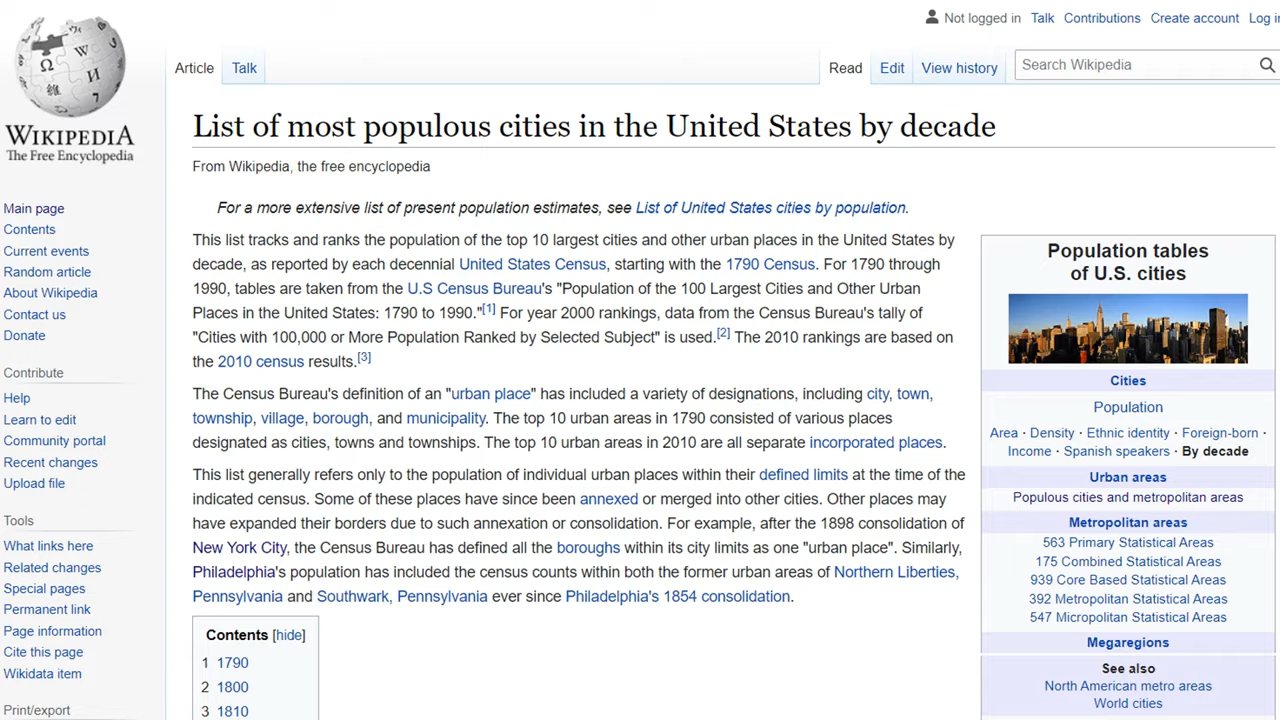 Not logged in Talk Contributions Create account Log in
Article Talk Read Edit View history Search Wikipedia
WIKIPEDIA
The Free Encyclopedia
Main page
Contents
Current events
Random article
About Wikipedia
Contact us
Donate
Contribute
Help
Learn to edit
Community portal
Recent changes
Upload file
Tools
What links here
Related changes
Special pages
Permanent link
Page information
Cite this page
Wikidata item
Print/export
List of most populous cities in the United States by decade
From Wikipedia, the free encyclopedia
For a more extensive list of present population estimates, see List of United States cities by population.
This list tracks and ranks the population of the top 10 largest cities and other urban places in the United States by
decade, as reported by each decennial United States Census, starting with the 1790 Census. For 1790 through
1990, tables are taken from the U.S Census Bureau's "Population of the 100 Largest Cities and Other Urban
Places in the United States: 1790 to 1990."[1] For year 2000 rankings, data from the Census Bureau's tally of
"Cities with 100,000 or More Population Ranked by Selected Subject" is used.[2] The 2010 rankings are based on
the 2010 census results.[3]
The Census Bureau's definition of an "urban place" has included a variety of designations, including city, town,
township, village, borough, and municipality. The top 10 urban areas in 1790 consisted of various places
designated as cities, towns and townships. The top 10 urban areas in 2010 are all separate incorporated places.
This list generally refers only to the population of individual urban places within their defined limits at the time of the
indicated census. Some of these places have since been annexed or merged into other cities. Other places may
have expanded their borders due to such annexation or consolidation. For example, after the 1898 consolidation of
New York City, the Census Bureau has defined all the boroughs within its city limits as one "urban place". Similarly,
Philadelphia's population has included the census counts within both the former urban areas of Northern Liberties,
Pennsylvania and Southwark, Pennsylvania ever since Philadelphia's 1854 consolidation.
Contents [hide]
1 1790
2 1800
3 1810
Population tables
of U.S. cities
Cities
Population
Area · Density · Ethnic identity · Foreign-born ·
Income · Spanish speakers · By decade
Urban areas
Populous cities and metropolitan areas
Metropolitan areas
563 Primary Statistical Areas
175 Combined Statistical Areas
939 Core Based Statistical Areas
392 Metropolitan Statistical Areas
547 Micropolitan Statistical Areas
Megaregions
See also
North American metro areas
World cities